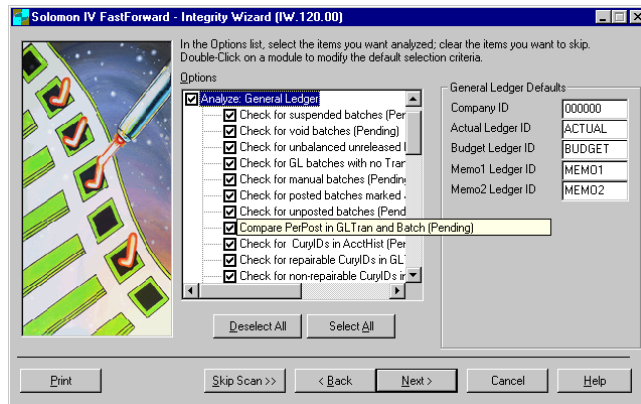 Solomon IV FastForward - Integrity Wizard (IW.120.00)
In the Options list, select the items you want analyzed; clear the items you want to skip.
Double-Click on a module to modify the default selection criteria.
Options
Analyze: General Ledger
Check for suspended batches (Per
Check for void batches (Pending)
Check for unbalanced unreleased
Check for GL batches with no Tran
Check for manual batches (Pending
Check for posted batches marked
Check for unposted batches (Pend
Compare PerPost in GLTran and Batch (Pending)
Check for CuryIDs in AcctHist (Per
Check for repairable CuryIDs in GL
Check for non-repairable CuryIDs in
Deselect All
Select All
General Ledger Defaults
Company ID 000000
Actual Ledger ID ACTUAL
Budget Ledger ID BUDGET
Memo1 Ledger ID MEMO1
Memo2 Ledger ID MEMO2
Print
Skip Scan >>
< Back
Next >
Cancel
Help